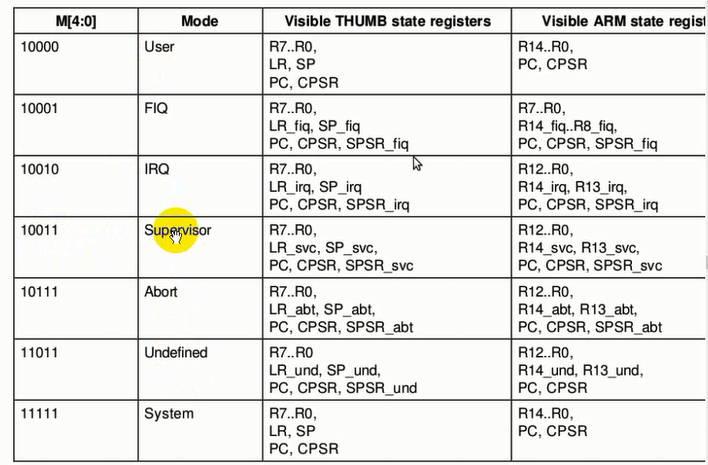 M[4:0] Mode Visible THUMB state registers Visible ARM state regist
10000 User R7..R0, R14..R0,
LR, SP PC, CPSR
PC, CPSR
10001 FIQ R7..R0, R7..R0,
LR_fiq, SP_fiq R14_fiq..R8_fiq,
PC, CPSR, SPSR_fiq PC, CPSR, SPSR_fiq
10010 IRQ R7..R0, R12..R0,
LR_irq, SP_irq R14_irq, R13_irq,
PC, CPSR, SPSR_irq PC, CPSR, SPSR_irq
10011 Supervisor R7..R0, R12..R0,
LR_svc, SP_svc, R14_svc, R13_svc,
PC, CPSR, SPSR_svc PC, CPSR, SPSR_svc
10111 Abort R7..R0, R12..R0,
LR_abt, SP_abt, R14_abt, R13_abt,
PC, CPSR, SPSR_abt PC, CPSR, SPSR_abt
11011 Undefined R7..R0 R12..R0,
LR_und, SP_und, R14_und, R13_und,
PC, CPSR, SPSR_und PC, CPSR
11111 System R7..R0, R14..R0,
LR, SP PC, CPSR
PC, CPSR